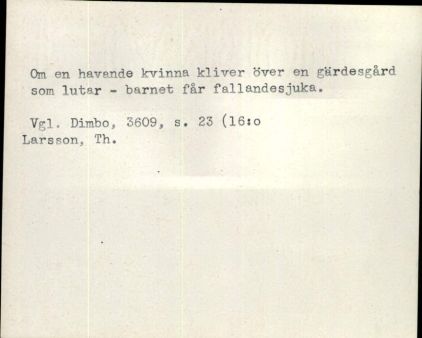 Om en havande kvinna kliver över en gärdesgård
som lutar - barnet får fallandesjuka.
Vgl. Dimbo, 3609, s. 23 (16:o
Larsson, Th.